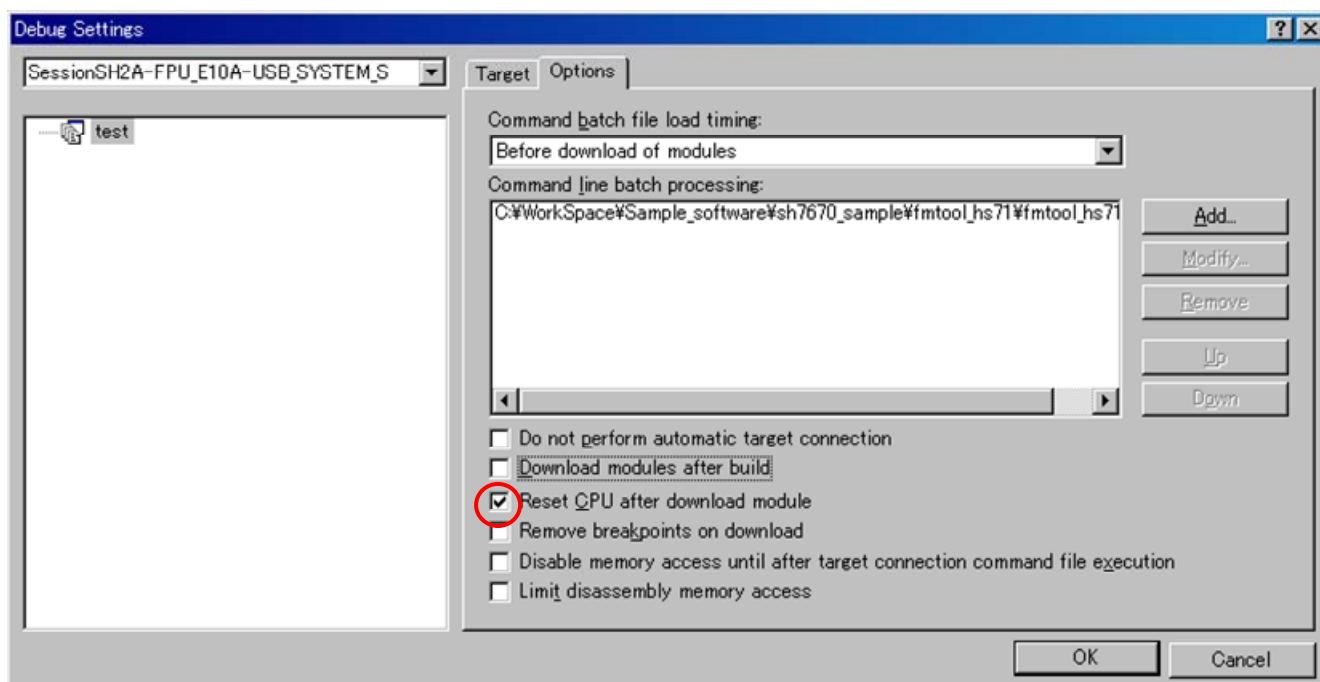 Debug Settings
SessionSH2A-FPU_E10A-USB_SYSTEM_S
test
Target
Options
Command batch file load timing:
Before download of modules
Command line batch processing:
C:¥WorkSpace¥Sample_software¥sh7670_sample¥fmtool_hs71¥fmtool_hs71
Add...
Modify...
Remove
Up
Down
Do not perform automatic target connection
Download modules after build
Reset CPU after download module
Remove breakpoints on download
Disable memory access until after target connection command file execution
Limit disassembly memory access
OK
Cancel